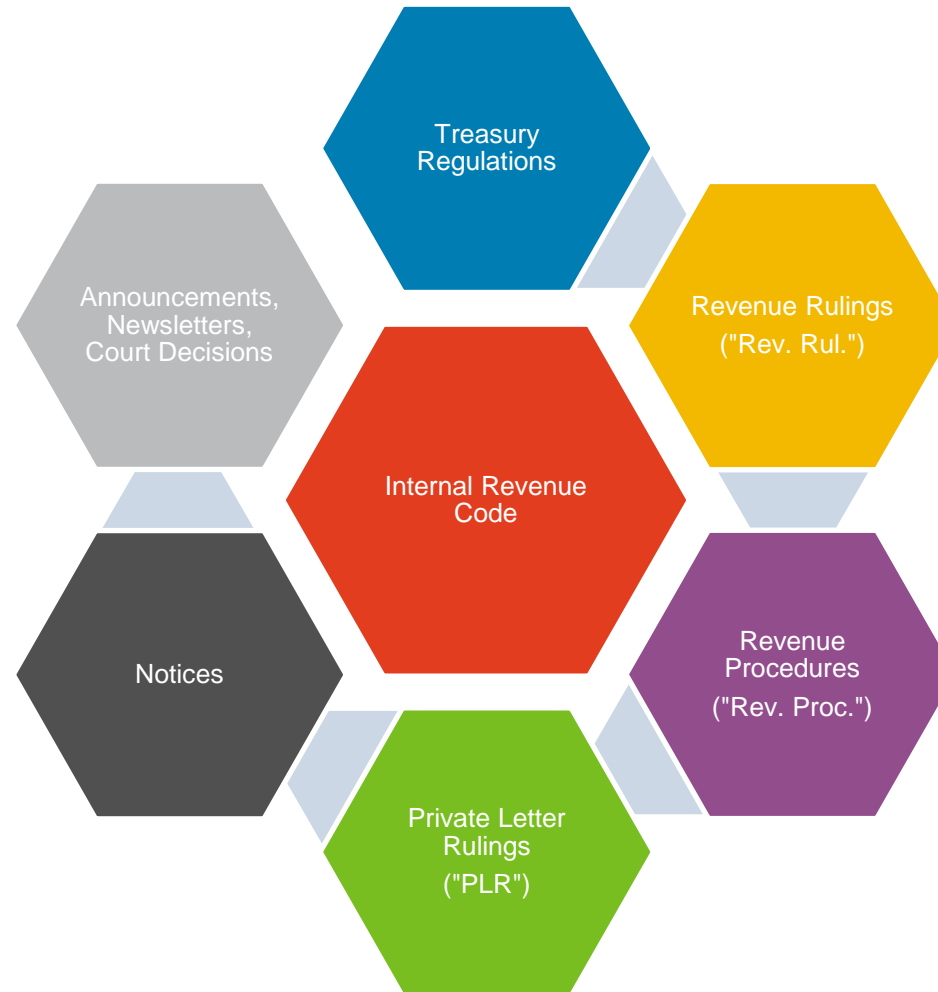 Treasury
Regulations
Revenue Rulings
("Rev. Rul.")
Revenue
Procedures
("Rev. Proc.")
Private Letter
Rulings
("PLR")
Notices
Announcements,
Newsletters,
Court Decisions
Internal Revenue
Code